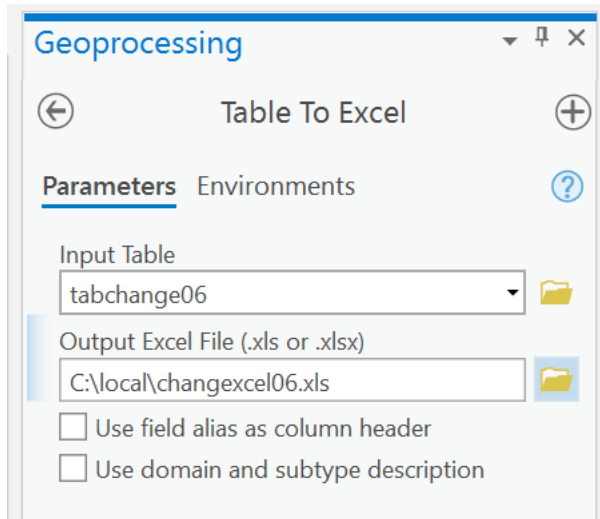 Geoprocessing
Table To Excel
Parameters Environments
Input Table
tabchange06
Output Excel File (.xls or .xlsx)
C:\local\changexcel06.xls
Use field alias as column header
Use domain and subtype description